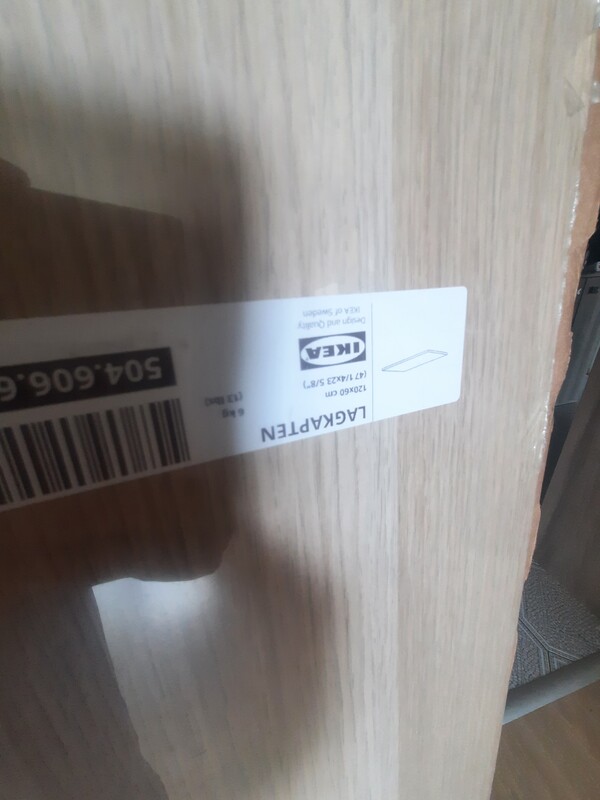 LAGKAPTEN
120x60 cm
(47 1/4x23 5/8")
6 kg
(13 lbs)
IKEA
Design and Quality
IKEA of Sweden
504.606.6